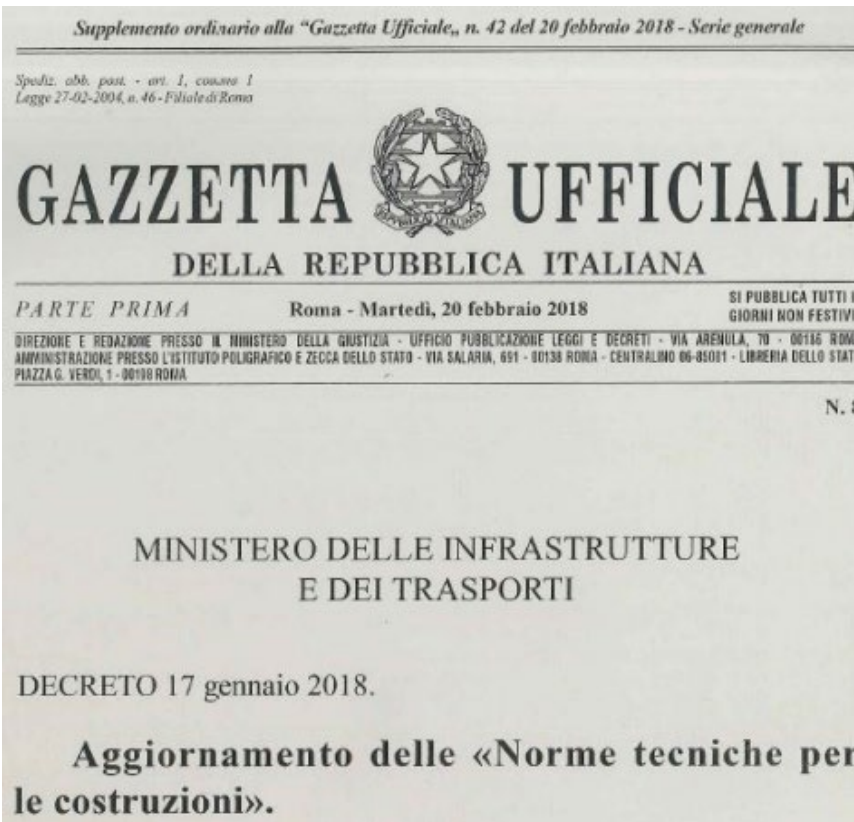 Supplemento ordinario alla "Gazzetta Ufficiale„ n. 42 del 20 febbraio 2018 - Serie generale
Spediz. abb. post. - art. 1, comma 1
Legge 27-02-2004, n. 46 - Filiale di Roma
GAZZETTA UFFICIALE
DELLA REPUBBLICA ITALIANA
PARTE PRIMA
Roma - Martedì, 20 febbraio 2018
SI PUBBLICA TUTTI I
GIORNI NON FESTIVI
DIREZIONE E REDAZIONE PRESSO IL MINISTERO DELLA GIUSTIZIA - UFFICIO PUBBLICAZIONE LEGGI E DECRETI - VIA ARENULA, 70 - 00186 ROM
AMMINISTRAZIONE PRESSO L'ISTITUTO POLIGRAFICO E ZECCA DELLO STATO - VIA SALARIA, 691 - 00138 ROMA - CENTRALINO 06-85081 - LIBRERIA DELLO STAT
PIAZZA G. VERDI, 1 - 00198 ROMA
N. 8
MINISTERO DELLE INFRASTRUTTURE
E DEI TRASPORTI
DECRETO 17 gennaio 2018.
Aggiornamento delle «Norme tecniche per
le costruzioni».